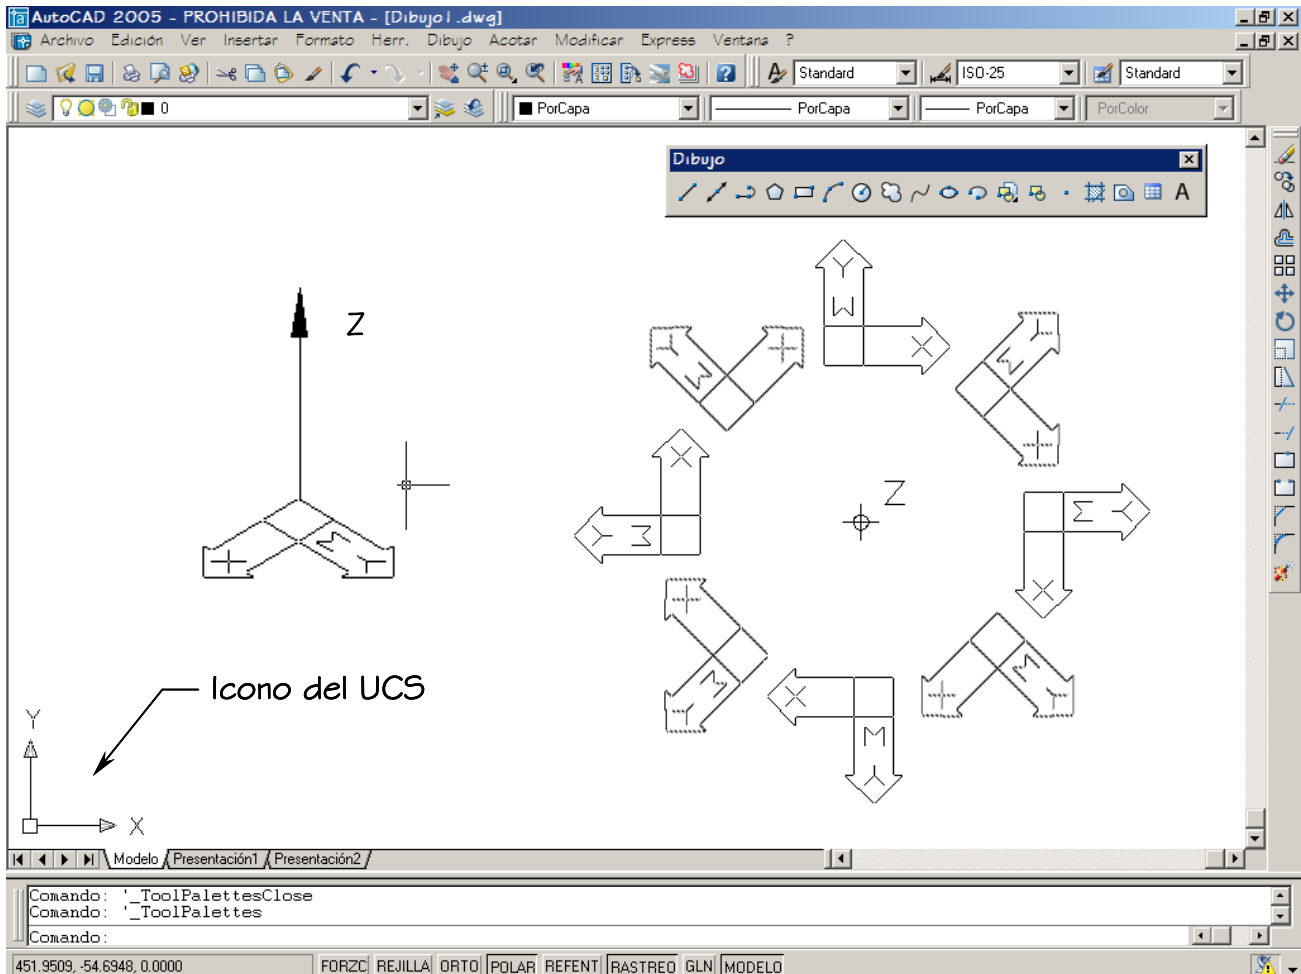 AutoCAD 2005 - PROHIBIDA LA VENTA - [Dibujo1.dwg]
Archivo Edición Ver Insertar Formato Herr. Dibujo Acotar Modificar Express Ventana ?
Standard ISO-25 Standard
0 PorCapa PorCapa PorCapa PorColor
Dibujo
A
Z
Y
W
X
Y
M
X
Y
M
X
X
Y
M
Z
M
Y
X
X
M
Y
X
M
Y
X
M
Y
X
M
Y
Icono del UCS
Y
X
Modelo Presentación1 Presentación2
Comando: '_ToolPalettesClose
Comando: '_ToolPalettes
Comando:
451.9509, -54.6948, 0.0000 FORZC REJILLA ORTO POLAR REFENT RASTREO GLN MODELO